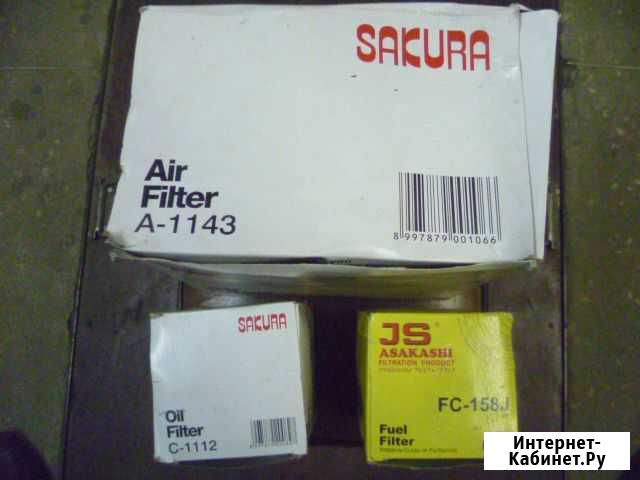 SAKURA
Air
Filter
A-1143
8 997879 001066
SAKURA
Oil
Filter
C-1112
JS
ASAKASHI
FILTRATION PRODUCT
FC-158J
Fuel
Filter
Интернет-
Кабинет.Ру